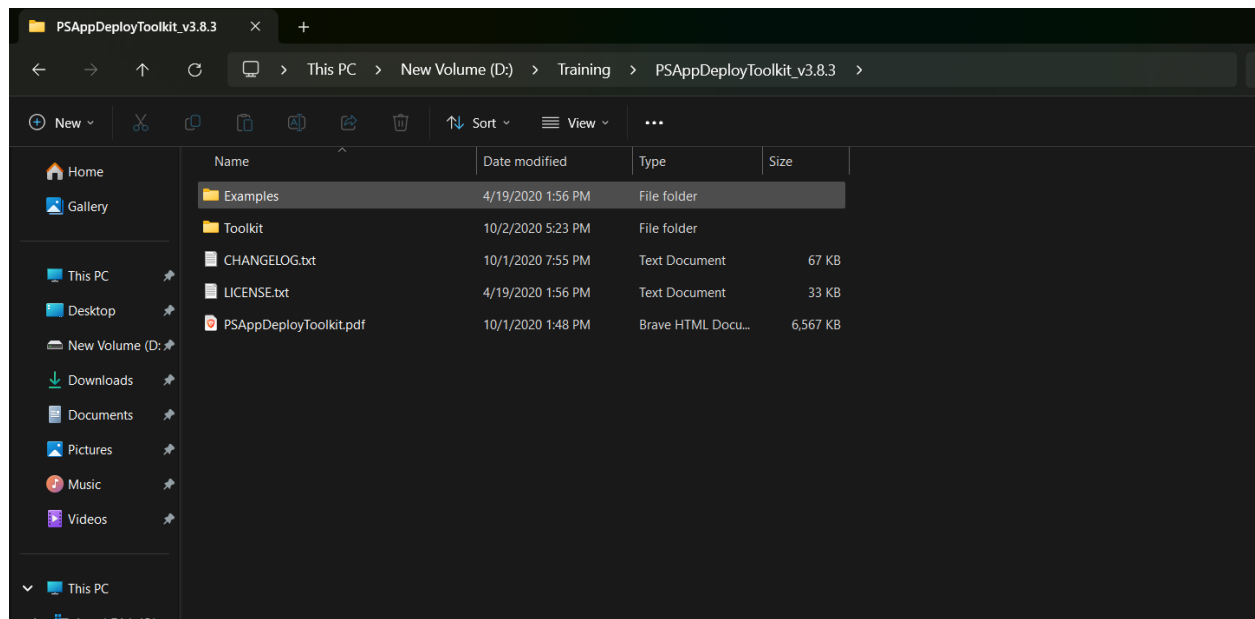 PSAppDeployToolkit_v3.8.3
This PC > New Volume (D:) > Training > PSAppDeployToolkit_v3.8.3 >
New Sort View
Name Date modified Type Size
Home
Gallery
This PC
Desktop
New Volume (D:
Downloads
Documents
Pictures
Music
Videos
This PC
Examples 4/19/2020 1:56 PM File folder
Toolkit 10/2/2020 5:23 PM File folder
CHANGELOG.txt 10/1/2020 7:55 PM Text Document 67 KB
LICENSE.txt 4/19/2020 1:56 PM Text Document 33 KB
PSAppDeployToolkit.pdf 10/1/2020 1:48 PM Brave HTML Docu... 6,567 KB